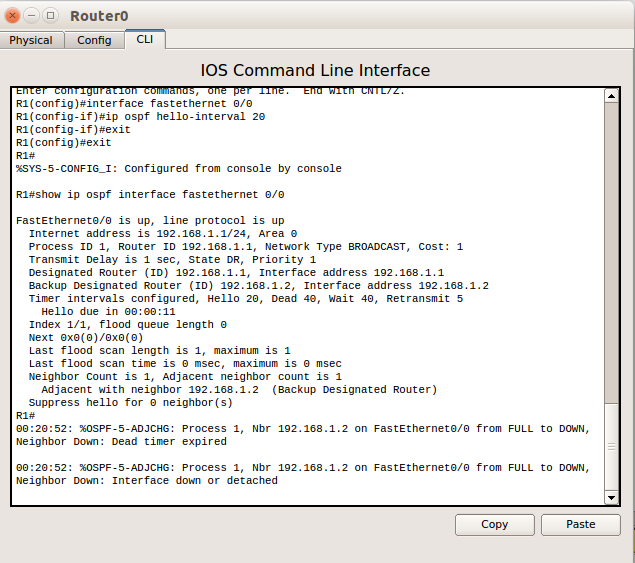 Router0
Physical Config CLI
IOS Command Line Interface
Enter configuration commands, one per line.  End with CNTL/Z.
R1(config)#interface fastethernet 0/0
R1(config-if)#ip ospf hello-interval 20
R1(config-if)#exit
R1(config)#exit
R1#
%SYS-5-CONFIG_I: Configured from console by console
R1#show ip ospf interface fastethernet 0/0
FastEthernet0/0 is up, line protocol is up
Internet address is 192.168.1.1/24, Area 0
Process ID 1, Router ID 192.168.1.1, Network Type BROADCAST, Cost: 1
Transmit Delay is 1 sec, State DR, Priority 1
Designated Router (ID) 192.168.1.1, Interface address 192.168.1.1
Backup Designated Router (ID) 192.168.1.2, Interface address 192.168.1.2
Timer intervals configured, Hello 20, Dead 40, Wait 40, Retransmit 5
Hello due in 00:00:11
Index 1/1, flood queue length 0
Next 0x0(0)/0x0(0)
Last flood scan length is 1, maximum is 1
Last flood scan time is 0 msec, maximum is 0 msec
Neighbor Count is 1, Adjacent neighbor count is 1
Adjacent with neighbor 192.168.1.2  (Backup Designated Router)
Suppress hello for 0 neighbor(s)
R1#
00:20:52: %OSPF-5-ADJCHG: Process 1, Nbr 192.168.1.2 on FastEthernet0/0 from FULL to DOWN,
Neighbor Down: Dead timer expired
00:20:52: %OSPF-5-ADJCHG: Process 1, Nbr 192.168.1.2 on FastEthernet0/0 from FULL to DOWN,
Neighbor Down: Interface down or detached
Copy Paste